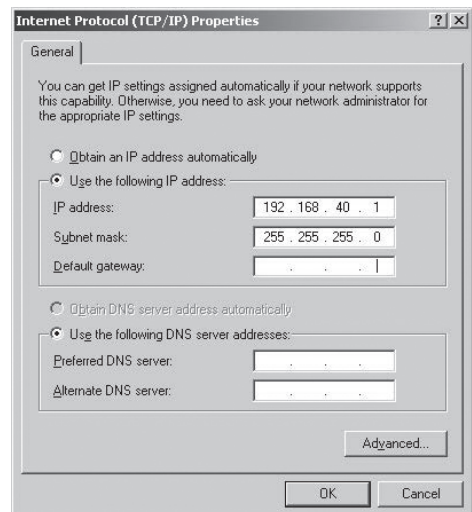 Internet Protocol (TCP/IP) Properties
General
You can get IP settings assigned automatically if your network supports
this capability. Otherwise, you need to ask your network administrator for
the appropriate IP settings.
Obtain an IP address automatically
Use the following IP address:
IP address: 192 . 168 . 40 . 1
Subnet mask: 255 . 255 . 255 . 0
Default gateway: . . .
Obtain DNS server address automatically
Use the following DNS server addresses:
Preferred DNS server: . . .
Alternate DNS server: . . .
Advanced...
OK Cancel